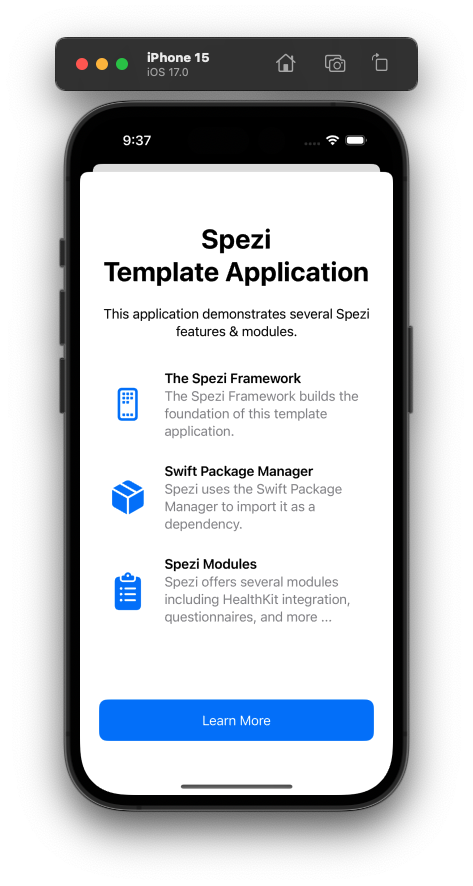 iPhone 15
iOS 17.0
9:37
Spezi
Template Application
This application demonstrates several Spezi
features & modules.
The Spezi Framework
The Spezi Framework builds the
foundation of this template
application.
Swift Package Manager
Spezi uses the Swift Package
Manager to import it as a
dependency.
Spezi Modules
Spezi offers several modules
including HealthKit integration,
questionnaires, and more ...
Learn More